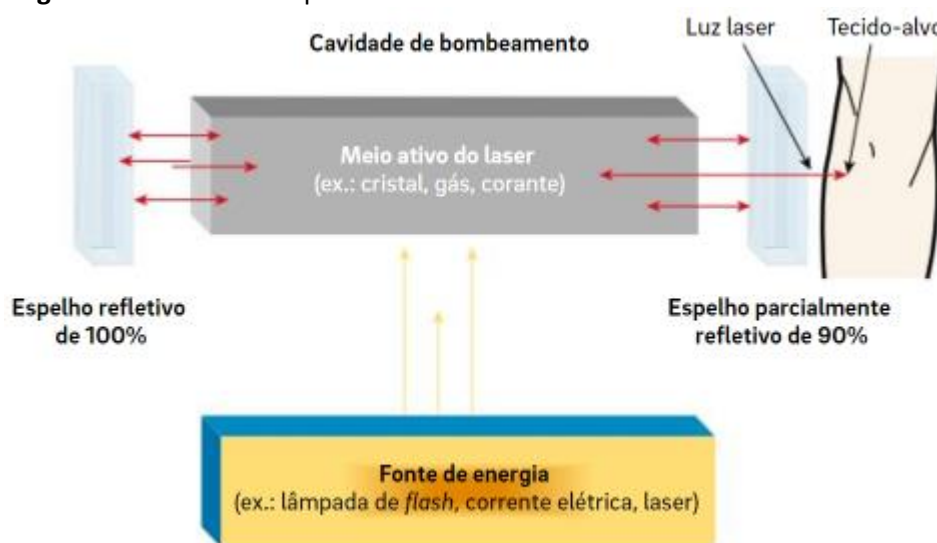 Cavidade de bombeamento
Luz laser
Tecido-alvo
Meio ativo do laser
(ex.: cristal, gás, corante)
Espelho refletivo
de 100%
Espelho parcialmente
refletivo de 90%
Fonte de energia
(ex.: lâmpada de flash, corrente elétrica, laser)